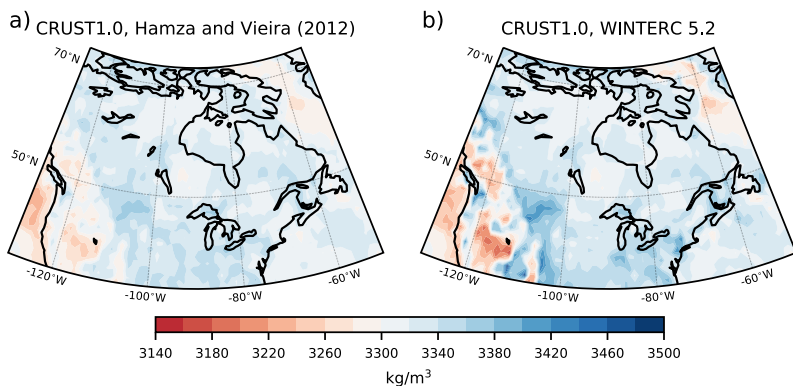 a) CRUST1.0, Hamza and Vieira (2012)
b) CRUST1.0, WINTERC 5.2
70°N
50°N
-120°W
-100°W
-80°W
-60°W
70°N
50°N
-120°W
-100°W
-80°W
-60°W
3140 3180 3220 3260 3300 3340 3380 3420 3460 3500
kg/m³